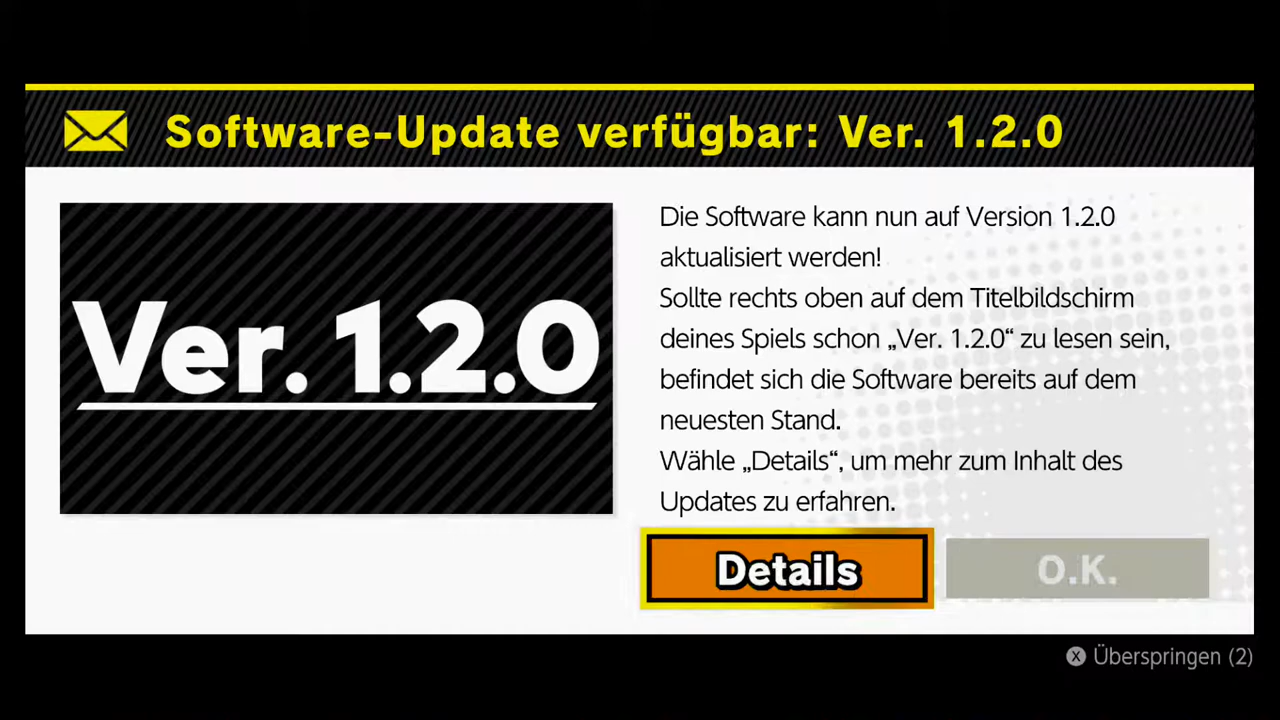 Software-Update verfügbar: Ver. 1.2.0
Ver. 1.2.0
Die Software kann nun auf Version 1.2.0
aktualisiert werden!
Sollte rechts oben auf dem Titelbildschirm
deines Spiels schon „Ver. 1.2.0“ zu lesen sein,
befindet sich die Software bereits auf dem
neuesten Stand.
Wähle „Details“, um mehr zum Inhalt des
Updates zu erfahren.
Details
O.K.
X Überspringen (2)